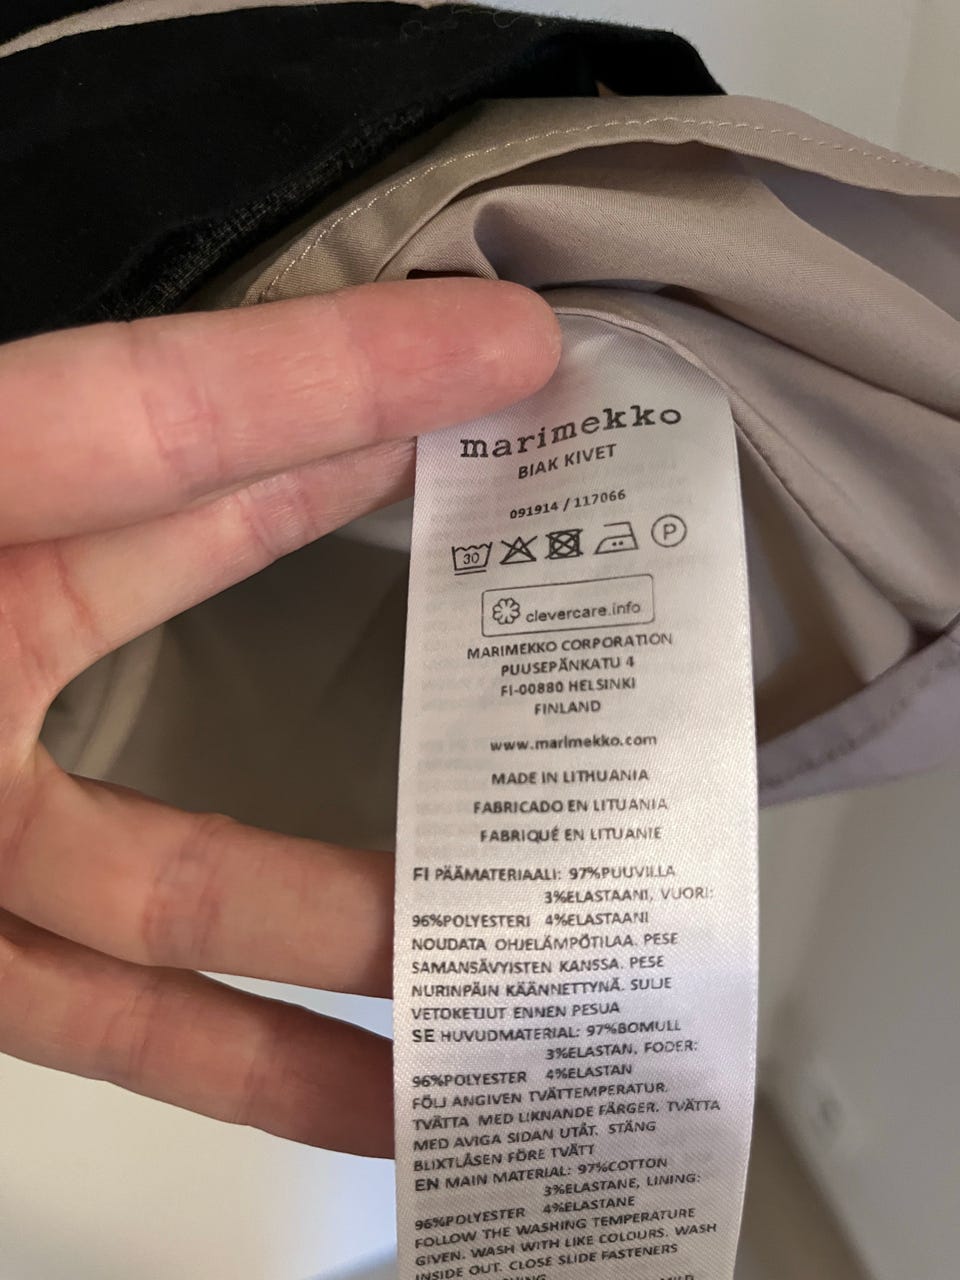 marimekko
BIAK KIVET
091914 / 117066
30 P
clevercare.info
MARIMEKKO CORPORATION
PUUSEPÄNKATU 4
FI-00880 HELSINKI
FINLAND
www.marimekko.com
MADE IN LITHUANIA
FABRICADO EN LITUANIA
FABRIQUÉ EN LITUANIE
FI PÄÄMATERIAALI: 97%PUUVILLA
3%ELASTAANI, VUORI:
96%POLYESTERI 4%ELASTAANI
NOUDATA OHJELÄMPÖTILAA. PESE
SAMANSÄVYISTEN KANSSA. PESE
NURINPÄIN KÄÄNNETTYNÄ. SULJE
VETOKETJUT ENNEN PESUA
SE HUVUDMATERIAL: 97%BOMULL
3%ELASTAN, FODER:
96%POLYESTER 4%ELASTAN
FÖLJ ANGIVEN TVÄTTEMPERATUR.
TVÄTTA MED LIKNANDE FÄRGER. TVÄTTA
MED AVIGA SIDAN UTÅT. STÄNG
BLIXTLÅSEN FÖRE TVÄTT
EN MAIN MATERIAL: 97%COTTON
3%ELASTANE, LINING:
96%POLYESTER 4%ELASTANE
FOLLOW THE WASHING TEMPERATURE
GIVEN. WASH WITH LIKE COLOURS. WASH
INSIDE OUT. CLOSE SLIDE FASTENERS